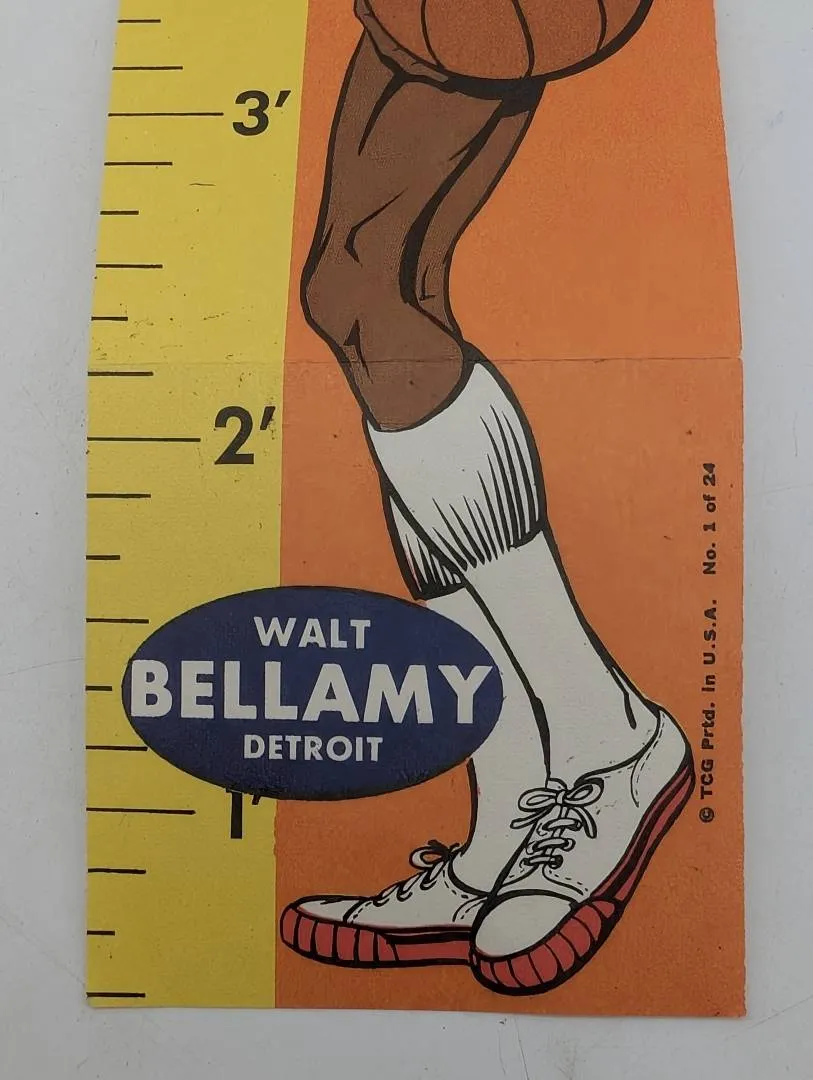 3′
2′
WALT
BELLAMY
DETROIT
1′
© TCG Prtd. in U.S.A. No. 1 of 24